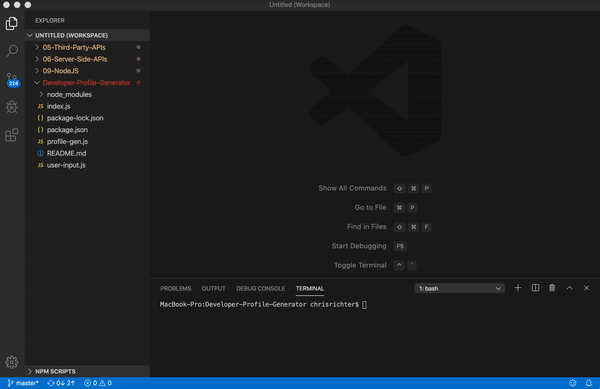 Untitled (Workspace)
EXPLORER
UNTITLED (WORKSPACE)
05-Third-Party-APIs
06-Server-Side-APIs
09-NodeJS
Developer-Profile-Generator
node_modules
JS index.js
{ } package-lock.json
{ } package.json
JS profile-gen.js
README.md
JS user-input.js
224
Show All Commands ⇧ ⌘ P
Go to File ⌘ P
Find in Files ⇧ ⌘ F
Start Debugging F5
Toggle Terminal ^ `
PROBLEMS OUTPUT DEBUG CONSOLE TERMINAL 1: bash
MacBook-Pro:Developer-Profile-Generator chrisrichter$
NPM SCRIPTS
master* 0↓ 2↑ 0 0